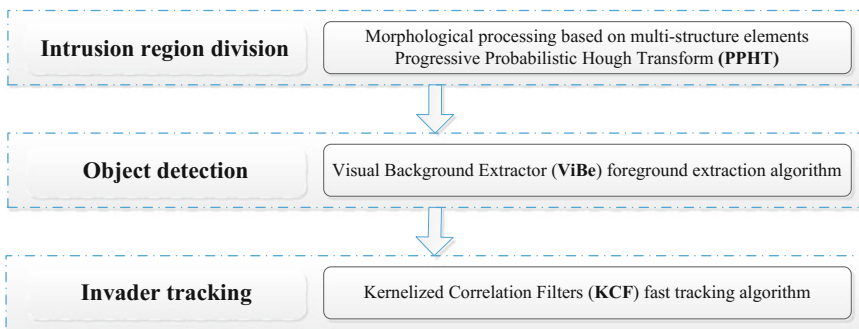 Intrusion region division
Morphological processing based on multi-structure elements
Progressive Probabilistic Hough Transform (PPHT)
Object detection
Visual Background Extractor (ViBe) foreground extraction algorithm
Invader tracking
Kernelized Correlation Filters (KCF) fast tracking algorithm